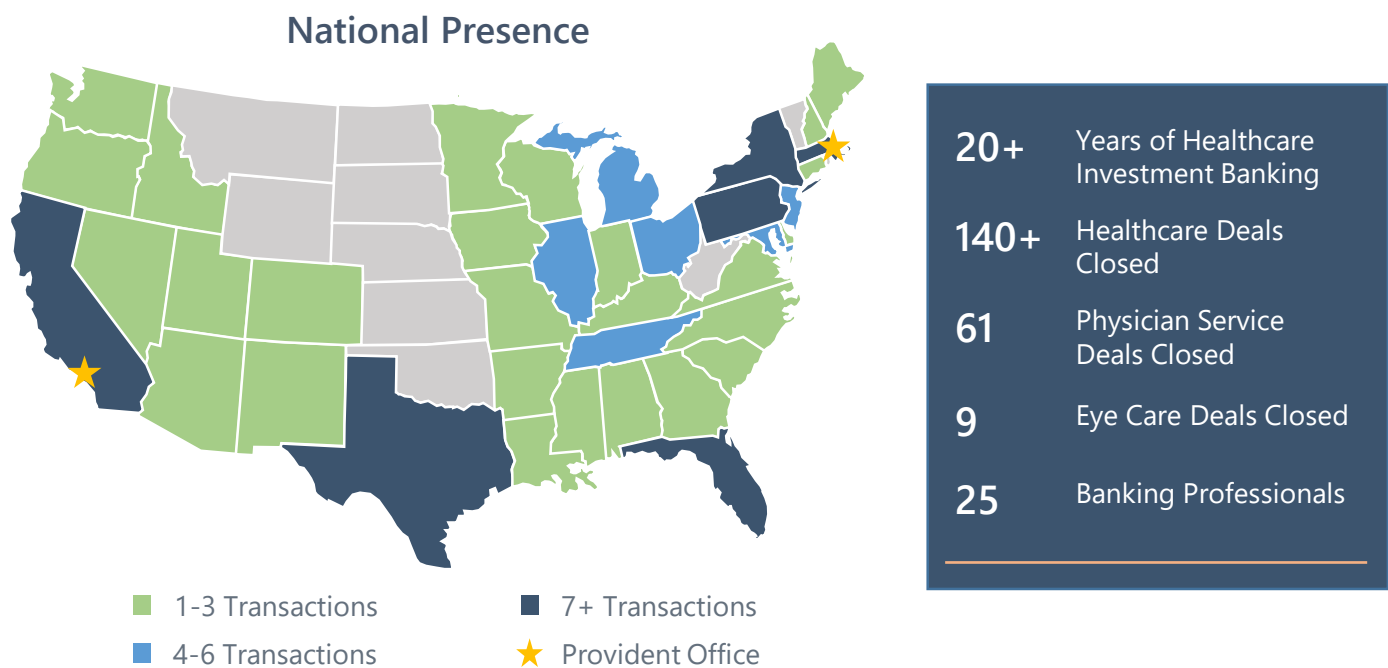 National Presence
20+
Years of Healthcare
Investment Banking
140+
Healthcare Deals
Closed
61
Physician Service
Deals Closed
9
Eye Care Deals Closed
25
Banking Professionals
1-3 Transactions
7+ Transactions
4-6 Transactions
Provident Office